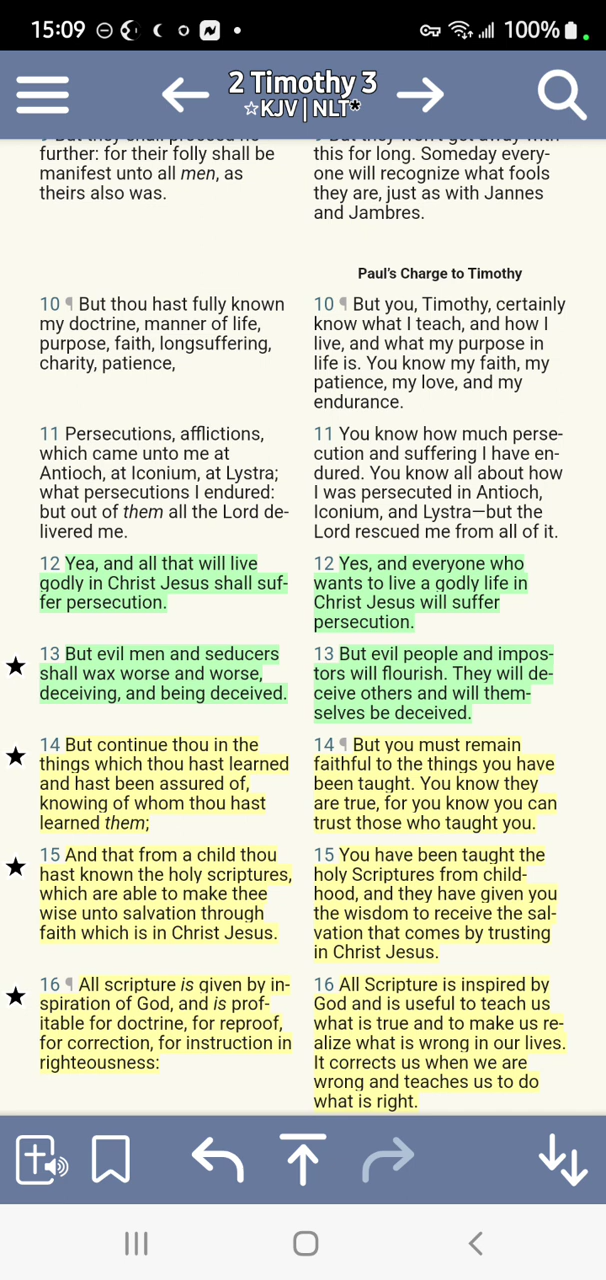 15:09
100%
2 Timothy 3
☆KJV | NLT*
9 But they shall proceed no
further: for their folly shall be
manifest unto all men, as
theirs also was.
10 ¶ But thou hast fully known
my doctrine, manner of life,
purpose, faith, longsuffering,
charity, patience,
11 Persecutions, afflictions,
which came unto me at
Antioch, at Iconium, at Lystra;
what persecutions I endured:
but out of them all the Lord de-
livered me.
12 Yea, and all that will live
godly in Christ Jesus shall suf-
fer persecution.
13 But evil men and seducers
shall wax worse and worse,
deceiving, and being deceived.
14 But continue thou in the
things which thou hast learned
and hast been assured of,
knowing of whom thou hast
learned them;
15 And that from a child thou
hast known the holy scriptures,
which are able to make thee
wise unto salvation through
faith which is in Christ Jesus.
16 ¶ All scripture is given by in-
spiration of God, and is prof-
itable for doctrine, for reproof,
for correction, for instruction in
righteousness:
9 But they won't get away with
this for long. Someday every-
one will recognize what fools
they are, just as with Jannes
and Jambres.
Paul's Charge to Timothy
10 ¶ But you, Timothy, certainly
know what I teach, and how I
live, and what my purpose in
life is. You know my faith, my
patience, my love, and my
endurance.
11 You know how much perse-
cution and suffering I have en-
dured. You know all about how
I was persecuted in Antioch,
Iconium, and Lystra—but the
Lord rescued me from all of it.
12 Yes, and everyone who
wants to live a godly life in
Christ Jesus will suffer
persecution.
13 But evil people and impos-
tors will flourish. They will de-
ceive others and will them-
selves be deceived.
14 ¶ But you must remain
faithful to the things you have
been taught. You know they
are true, for you know you can
trust those who taught you.
15 You have been taught the
holy Scriptures from child-
hood, and they have given you
the wisdom to receive the sal-
vation that comes by trusting
in Christ Jesus.
16 All Scripture is inspired by
God and is useful to teach us
what is true and to make us re-
alize what is wrong in our lives.
It corrects us when we are
wrong and teaches us to do
what is right.